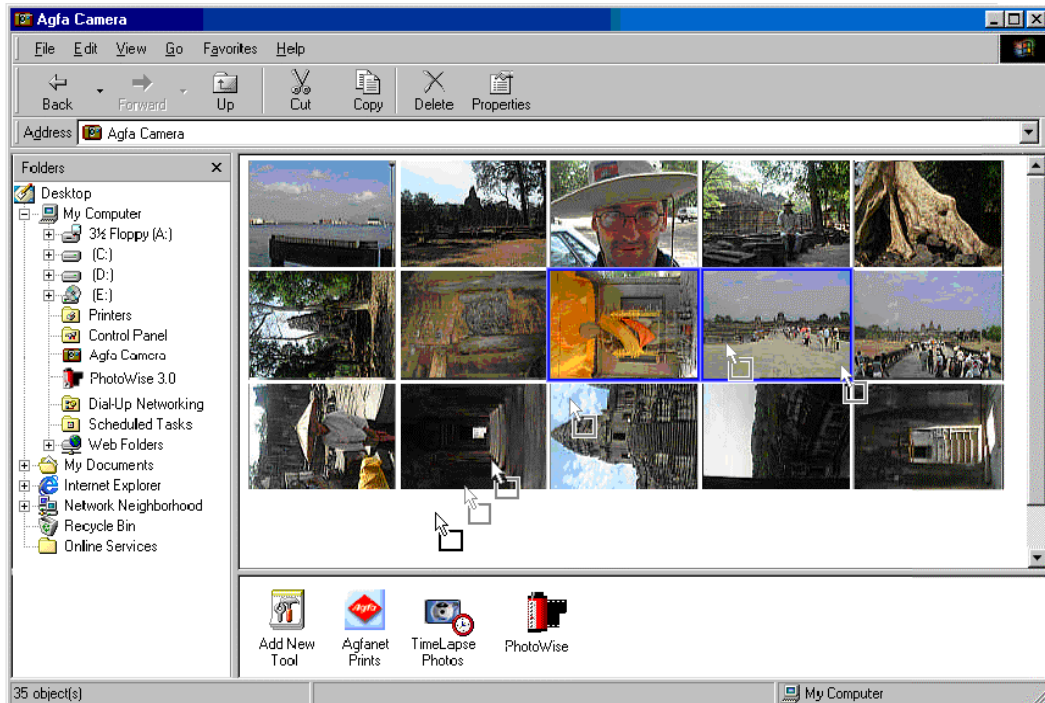 Agfa Camera
File Edit View Go Favorites Help
Back Forward Up Cut Copy Delete Properties
Address Agfa Camera
Folders
Desktop
My Computer
3½ Floppy (A:)
(C:)
(D:)
(E:)
Printers
Control Panel
Agfa Camera
PhotoWise 3.0
Dial-Up Networking
Scheduled Tasks
Web Folders
My Documents
Internet Explorer
Network Neighborhood
Recycle Bin
Online Services
Agfa
Add New
Tool
Agfanet
Prints
TimeLapse
Photos
PhotoWise
35 object(s)
My Computer